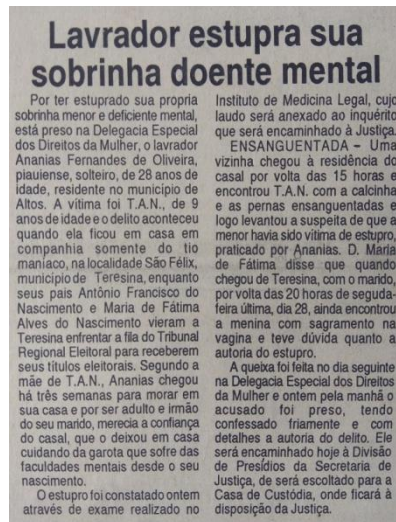 Lavrador estupra sua
sobrinha doente mental
Por ter estuprado sua propria
sobrinha menor e deficiente mental,
está preso na Delegacia Especial
dos Direitos da Mulher, o lavrador
Ananias Fernandes de Oliveira,
piauiense, solteiro, de 28 anos de
idade, residente no município de
Altos. A vítima foi T.A.N., de 9
anos de idade e o delito aconteceu
quando ela ficou em casa em
companhia somente do tio
maníaco, na localidade São Félix,
município de Teresina, enquanto
seus pais Antônio Francisco do
Nascimento e Maria de Fátima
Alves do Nascimento vieram a
Teresina enfrentar a fila do Tribunal
Regional Eleitoral para receberem
seus títulos eleitorais. Segundo a
mãe de T.A.N., Ananias chegou
há três semanas para morar em
sua casa e por ser adulto e irmão
do seu marido, merecia a confiança
do casal, que o deixou em casa
cuidando da garota que sofre das
faculdades mentais desde o seu
nascimento.
O estupro foi constatado ontem
através de exame realizado no
Instituto de Medicina Legal, cujo
laudo será anexado ao inquérito
que será encaminhado à Justiça.
ENSANGUENTADA - Uma
vizinha chegou à residência do
casal por volta das 15 horas e
encontrou T.A.N. com a calcinha
e as pernas ensanguentadas e
logo levantou a suspeita de que a
menor havia sido vítima de estupro,
praticado por Ananias. D. Maria
de Fátima disse que quando
chegou de Teresina, com o marido,
por volta das 20 horas de seguda-
feira última, dia 28, ainda encontrou
a menina com sagramento na
vagina e teve dúvida quanto a
autoria do estupro.
A queixa foi feita no dia seguinte
na Delegacia Especial dos Direitos
da Mulher e ontem pela manhã o
acusado foi preso, tendo
confessado friamente e com
detalhes a autoria do delito. Ele
será encaminhado hoje à Divisão
de Presídios da Secretaria de
Justiça, de será escoltado para a
Casa de Custódia, onde ficará à
disposição da Justiça.